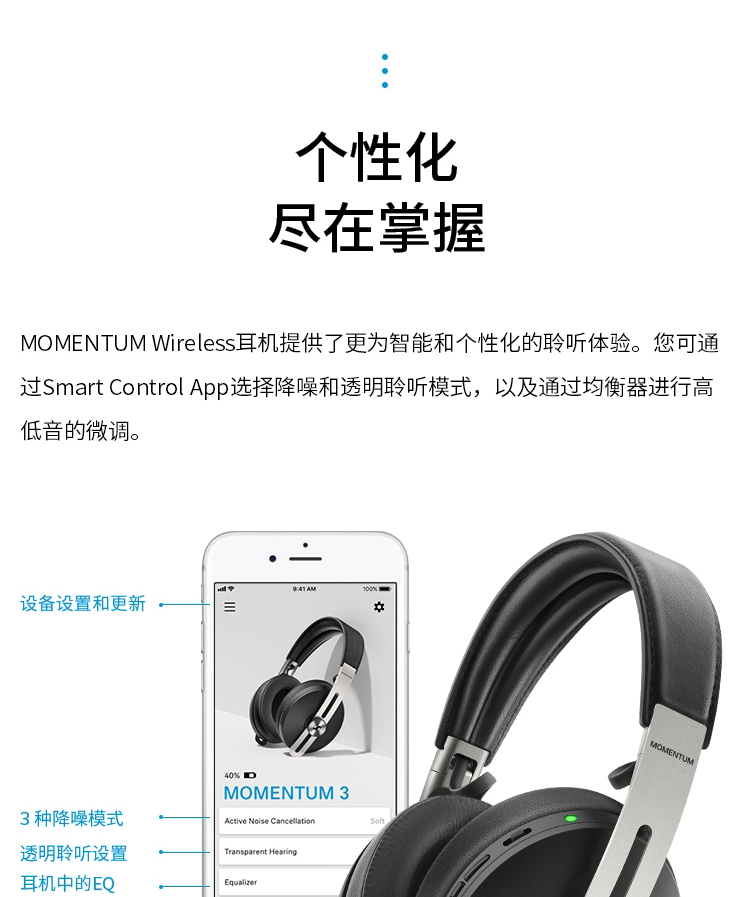 个性化
尽在掌握
MOMENTUM Wireless耳机提供了更为智能和个性化的聆听体验。您可通
过Smart Control App选择降噪和透明聆听模式，以及通过均衡器进行高
低音的微调。
9:41 AM
100%
设备设置和更新
MOMENTUM
40%
MOMENTUM 3
3 种降噪模式
Active Noise Cancellation
Soft
透明聆听设置
Transparent Hearing
耳机中的EQ
Equalizer